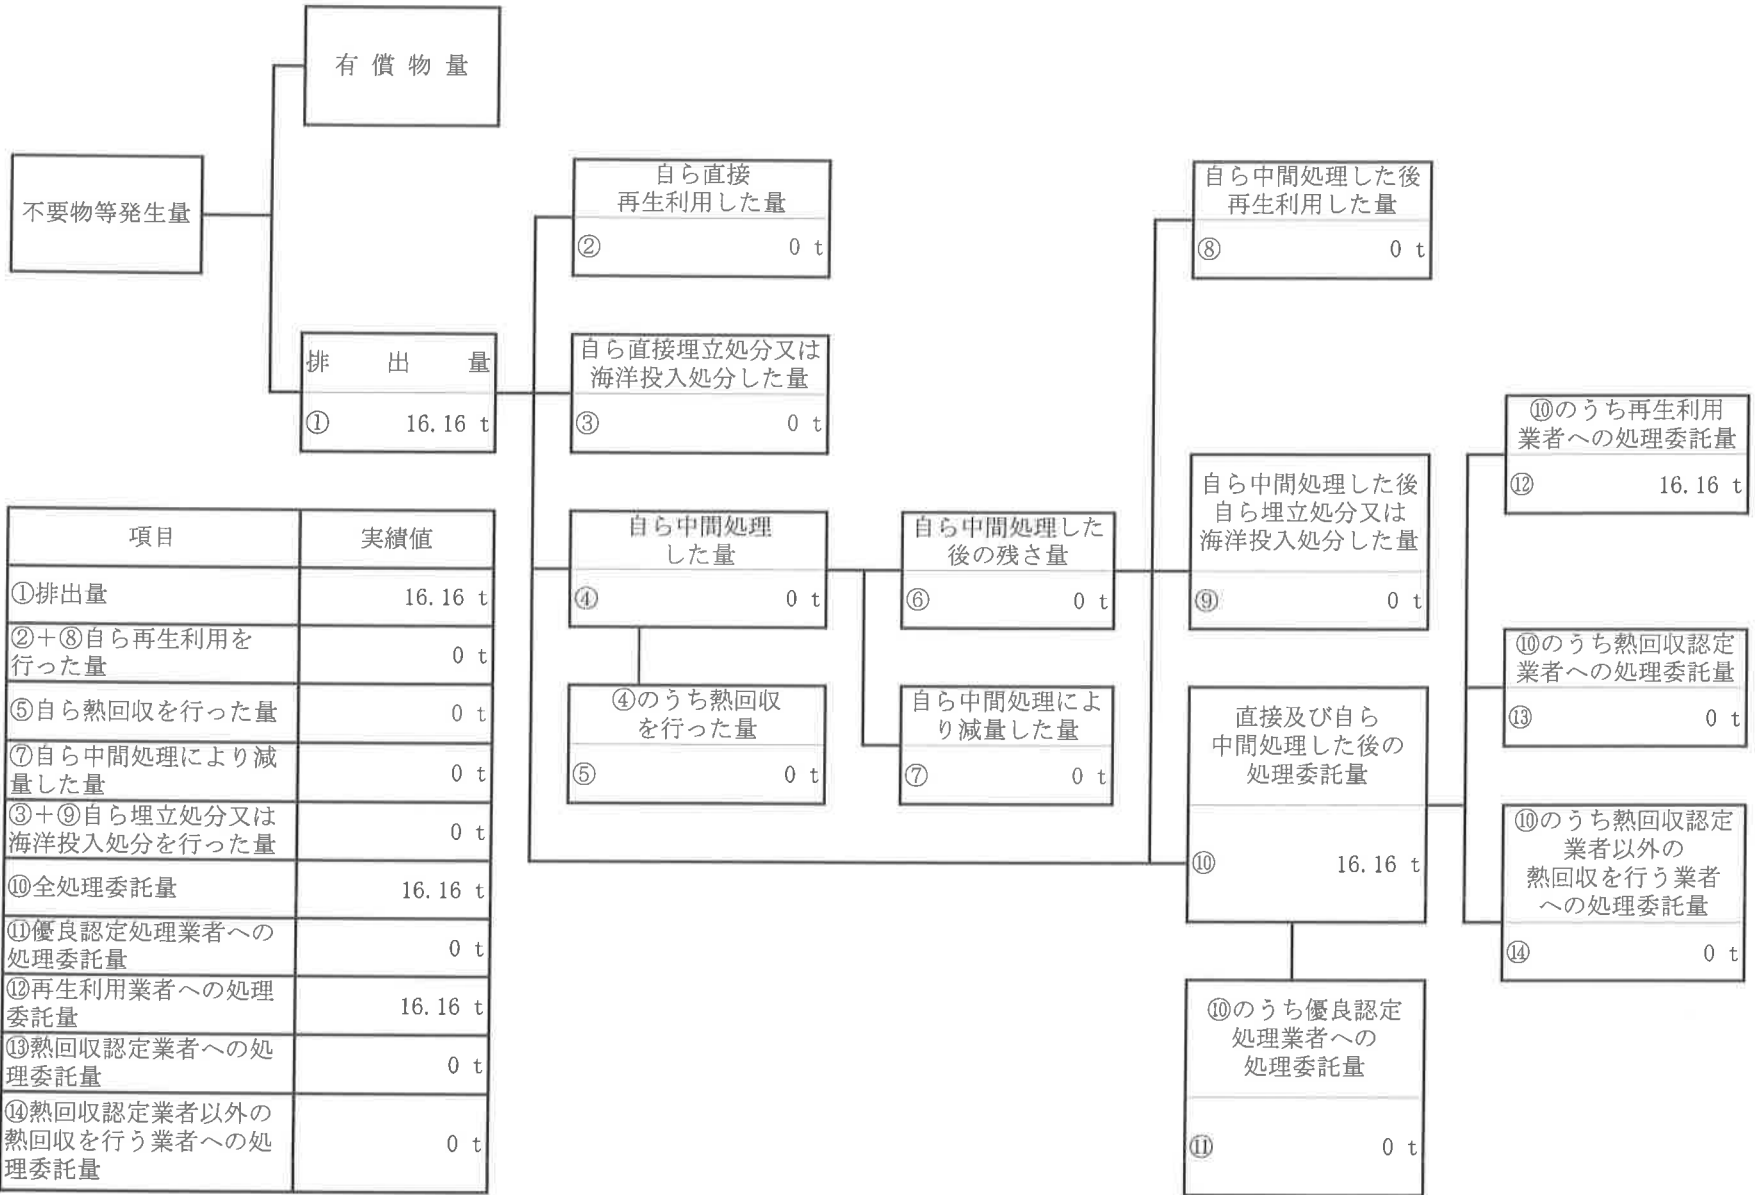 有償物量
不要物等発生量
排出量
① 16.16 t
自ら直接
再生利用した量
② 0 t
自ら直接埋立処分又は
海洋投入処分した量
③ 0 t
自ら中間処理
した量
④ 0 t
④のうち熱回収
を行った量
⑤ 0 t
自ら中間処理した
後の残さ量
⑥ 0 t
自ら中間処理によ
り減量した量
⑦ 0 t
自ら中間処理した後
再生利用した量
⑧ 0 t
自ら中間処理した後
自ら埋立処分又は
海洋投入処分した量
⑨ 0 t
直接及び自ら
中間処理した後の
処理委託量
⑩ 16.16 t
⑩のうち優良認定
処理業者への
処理委託量
⑪ 0 t
⑩のうち再生利用
業者への処理委託量
⑫ 16.16 t
⑩のうち熱回収認定
業者への処理委託量
⑬ 0 t
⑩のうち熱回収認定
業者以外の
熱回収を行う業者
への処理委託量
⑭ 0 t
項目 実績値
①排出量 16.16 t
②+⑧自ら再生利用を
行った量 0 t
⑤自ら熱回収を行った量 0 t
⑦自ら中間処理により減
量した量 0 t
③+⑨自ら埋立処分又は
海洋投入処分を行った量 0 t
⑩全処理委託量 16.16 t
⑪優良認定処理業者への
処理委託量 0 t
⑫再生利用業者への処理
委託量 16.16 t
⑬熱回収認定業者への処
理委託量 0 t
⑭熱回収認定業者以外の
熱回収を行う業者への処
理委託量 0 t